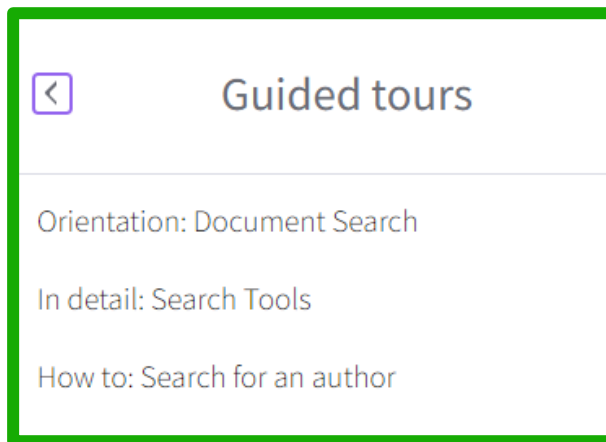 Guided tours
Orientation: Document Search
In detail: Search Tools
How to: Search for an author